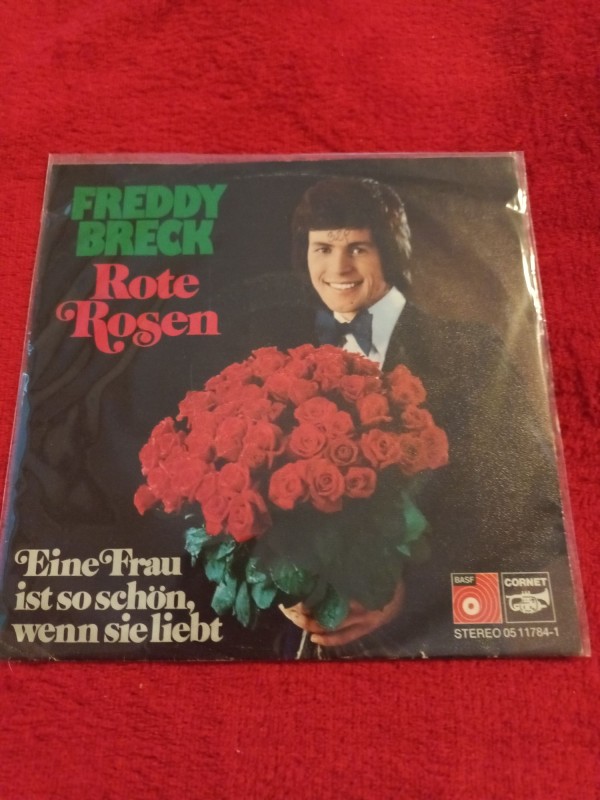 FREDDY
BRECK
Rote
Rosen
Eine Frau
ist so schön,
wenn sie liebt
BASF
CORNET
STEREO 05 11784-1